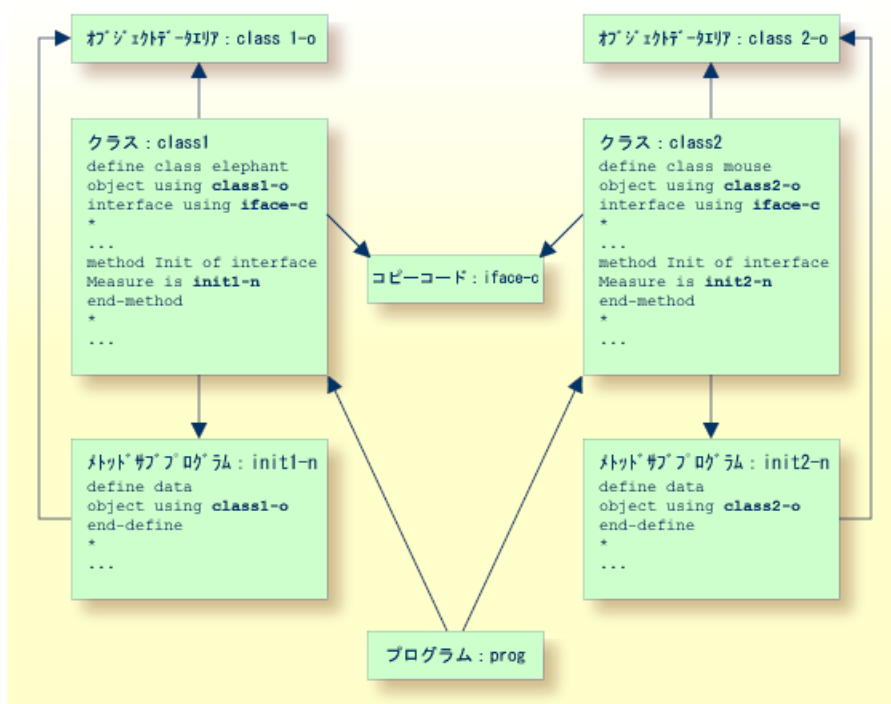 ｵﾌﾞｼﾞｪｸﾄﾃﾞｰﾀｴﾘｱ：class 1-o
ｵﾌﾞｼﾞｪｸﾄﾃﾞｰﾀｴﾘｱ：class 2-o
クラス：class1
define class elephant
object using class1-o
interface using iface-c
*
...
method Init of interface
Measure is init1-n
end-method
*
...
クラス：class2
define class mouse
object using class2-o
interface using iface-c
*
...
method Init of interface
Measure is init2-n
end-method
*
...
コピーコード：iface-c
ﾒﾄｯﾄﾞｻﾌﾞﾌﾟﾛｸﾞﾗﾑ：init1-n
define data
object using class1-o
end-define
*
...
ﾒﾄｯﾄﾞｻﾌﾞﾌﾟﾛｸﾞﾗﾑ：init2-n
define data
object using class2-o
end-define
*
...
プログラム：prog